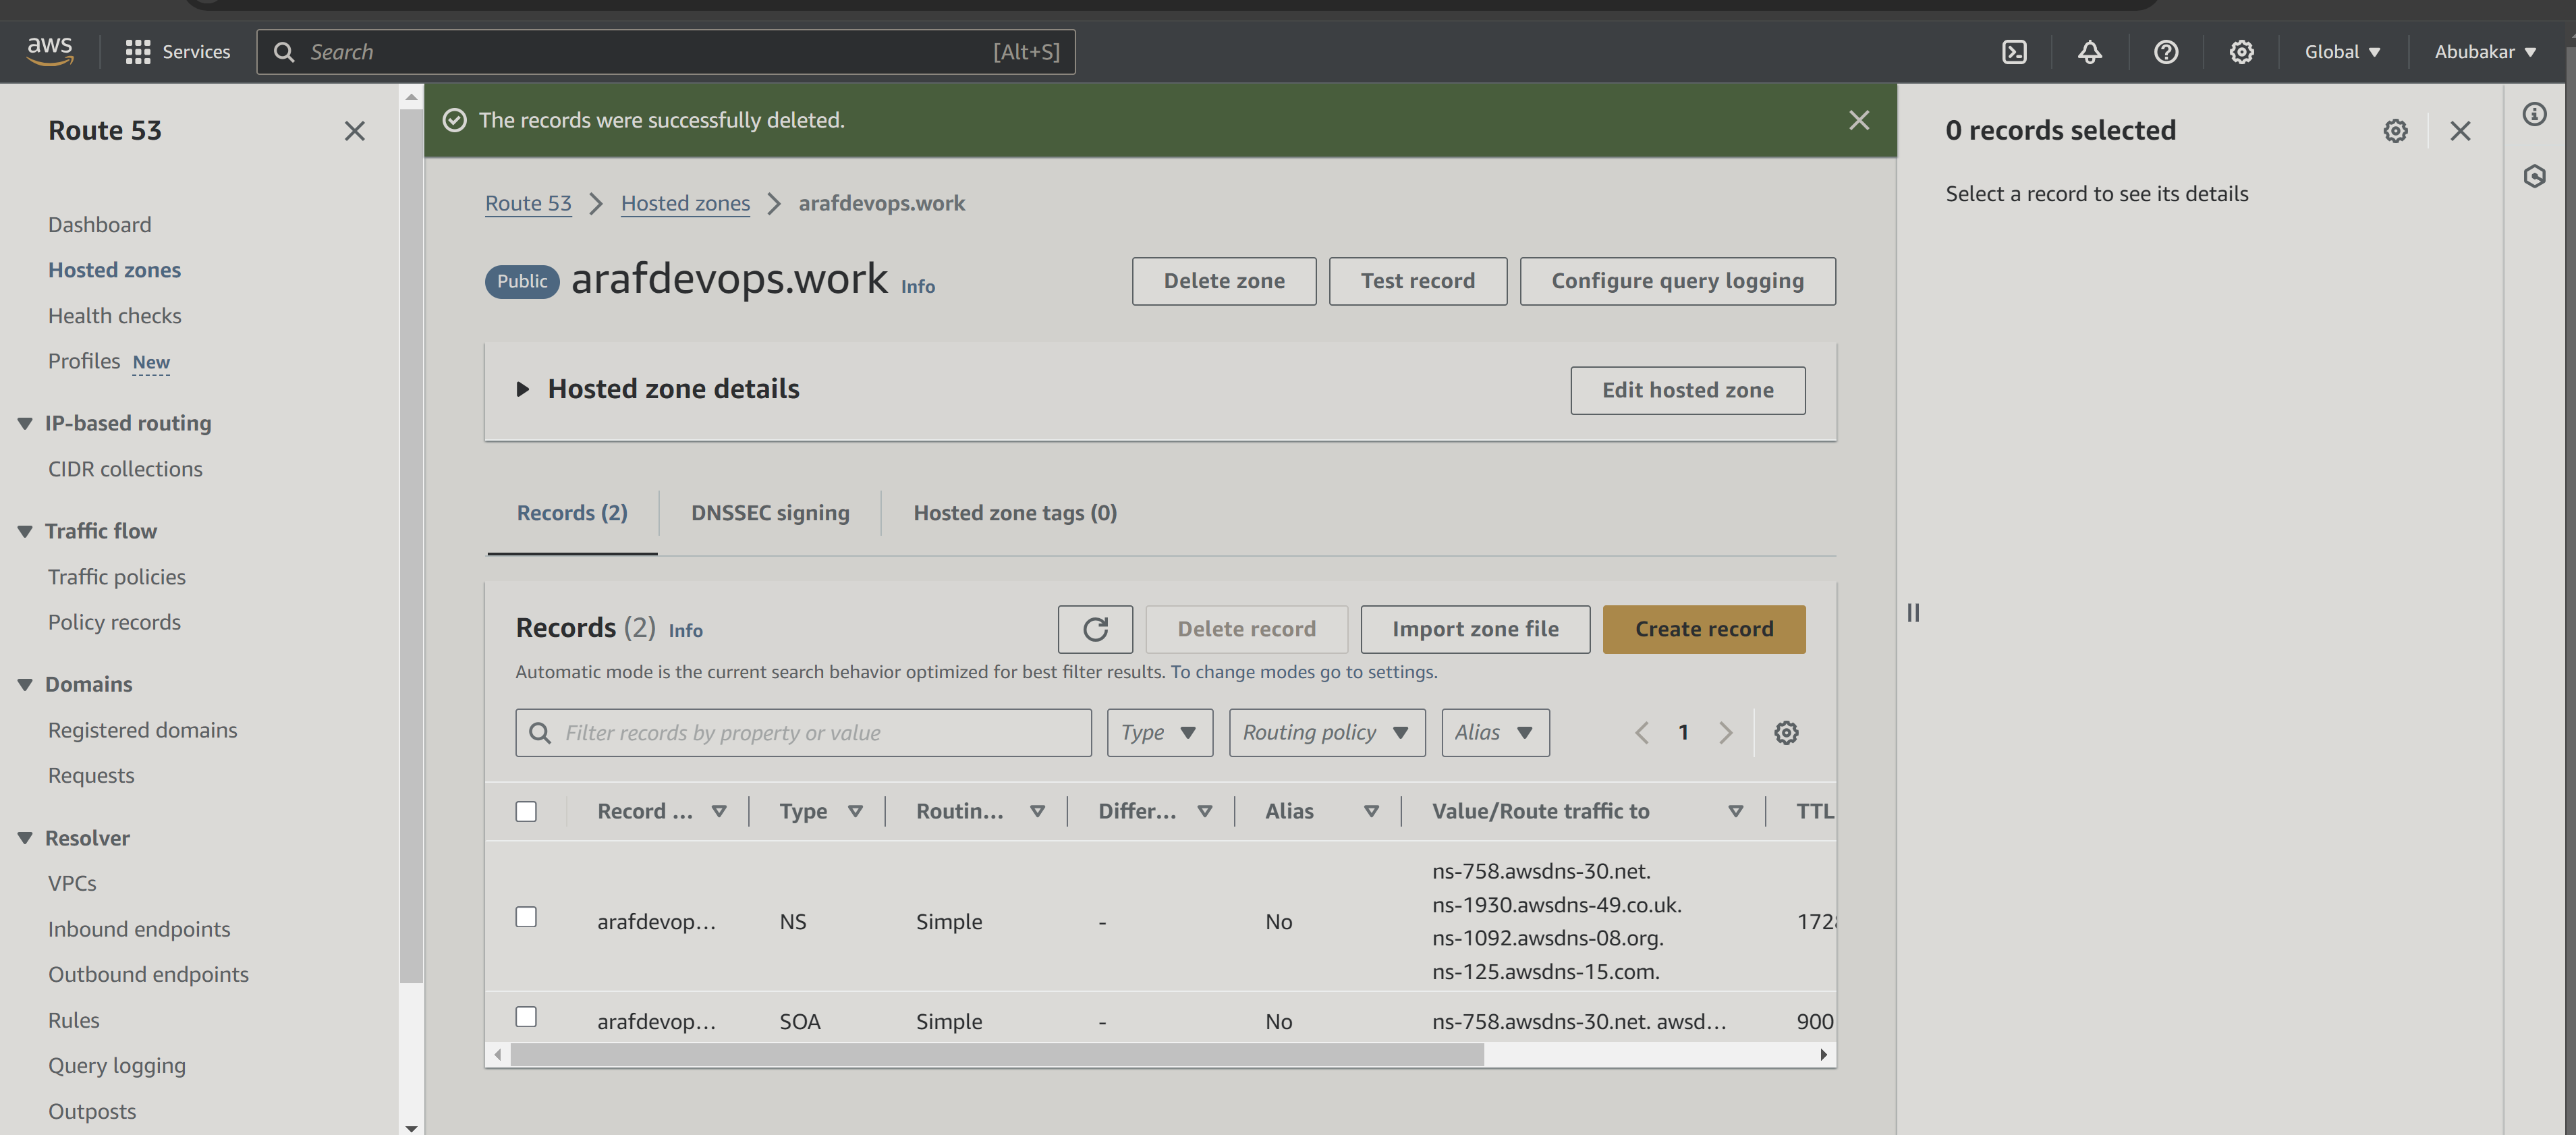 aws
Services
Search
[Alt+S]
Global
Abubakar
Route 53
Dashboard
Hosted zones
Health checks
Profiles New
IP-based routing
CIDR collections
Traffic flow
Traffic policies
Policy records
Domains
Registered domains
Requests
Resolver
VPCs
Inbound endpoints
Outbound endpoints
Rules
Query logging
Outposts
The records were successfully deleted.
Route 53 Hosted zones arafdevops.work
Public arafdevops.work Info
Delete zone
Test record
Configure query logging
Hosted zone details
Edit hosted zone
Records (2)
DNSSEC signing
Hosted zone tags (0)
Records (2) Info
Delete record
Import zone file
Create record
Automatic mode is the current search behavior optimized for best filter results. To change modes go to settings.
Filter records by property or value
Type
Routing policy
Alias
1
Record ... Type Routin... Differ... Alias Value/Route traffic to TTL
arafdevop... NS Simple - No
ns-758.awsdns-30.net.
ns-1930.awsdns-49.co.uk.
ns-1092.awsdns-08.org.
ns-125.awsdns-15.com.
arafdevop... SOA Simple - No ns-758.awsdns-30.net. awsd... 900
0 records selected
Select a record to see its details